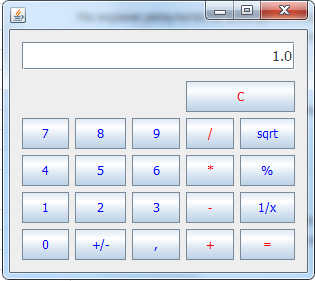 1.0
C
7 8 9 / sqrt
4 5 6 * %
1 2 3 - 1/x
0 +/- , + =